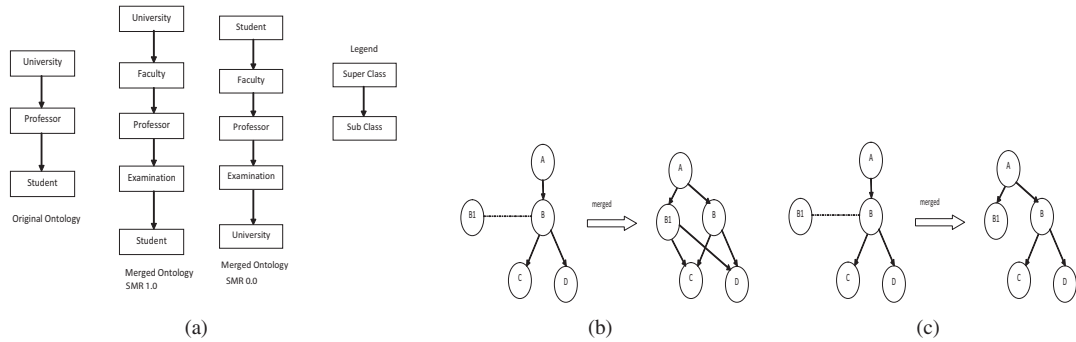 University
Professor
Student
Original Ontology
University
Faculty
Professor
Examination
Student
Merged Ontology
SMR 1.0
Student
Faculty
Professor
Examination
University
Merged Ontology
SMR 0.0
Legend
Super Class
Sub Class
(a)
A
B1
B
C
D
merged
A
B1
B
C
D
(b)
A
B1
B
C
D
merged
A
B1
B
C
D
(c)